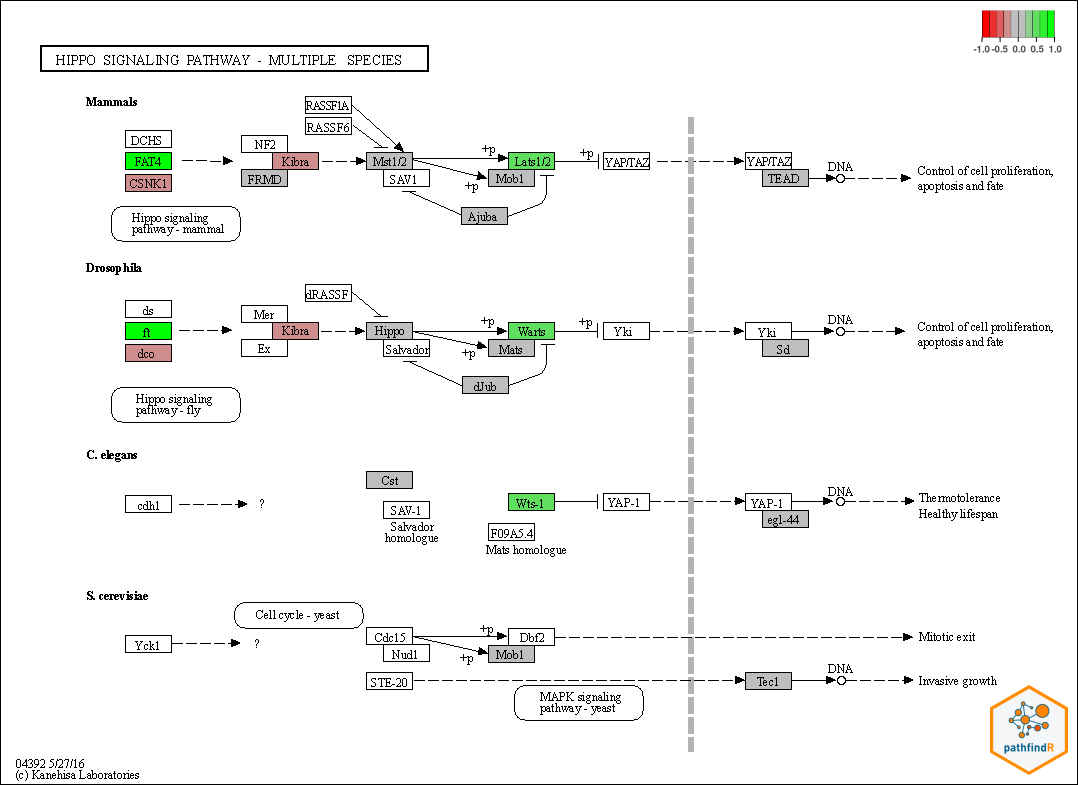 -1.0 -0.5 0.0 0.5 1.0
HIPPO SIGNALING PATHWAY - MULTIPLE SPECIES
Mammals
RASSF1A
RASSF6
DCHS
NF2
FAT4
Kibra
Mst1/2
+p
Lats1/2
+p
YAP/TAZ
YAP/TAZ
DNA
CSNK1
FRMD
SAV1
+p
Mob1
TEAD
Control of cell proliferation,
apoptosis and fate
Ajuba
Hippo signaling
pathway - mammal
Drosophila
dRASSF
ds
Mer
ft
Kibra
Hippo
+p
Warts
+p
Yki
Yki
DNA
dco
Ex
Salvador
+p
Mats
Sd
Control of cell proliferation,
apoptosis and fate
dJub
Hippo signaling
pathway - fly
C. elegans
Cst
cdh1
?
SAV-1
Salvador
homologue
Wts-1
YAP-1
YAP-1
DNA
egl-44
Thermotolerance
Healthy lifespan
F09A5.4
Mats homologue
S. cerevisiae
Cell cycle - yeast
Yck1
?
Cdc15
Nud1
+p
+p
Dbf2
Mob1
Mitotic exit
STE-20
Tec1
DNA
Invasive growth
MAPK signaling
pathway - yeast
pathfindR
04392 5/27/16
(c) Kanehisa Laboratories